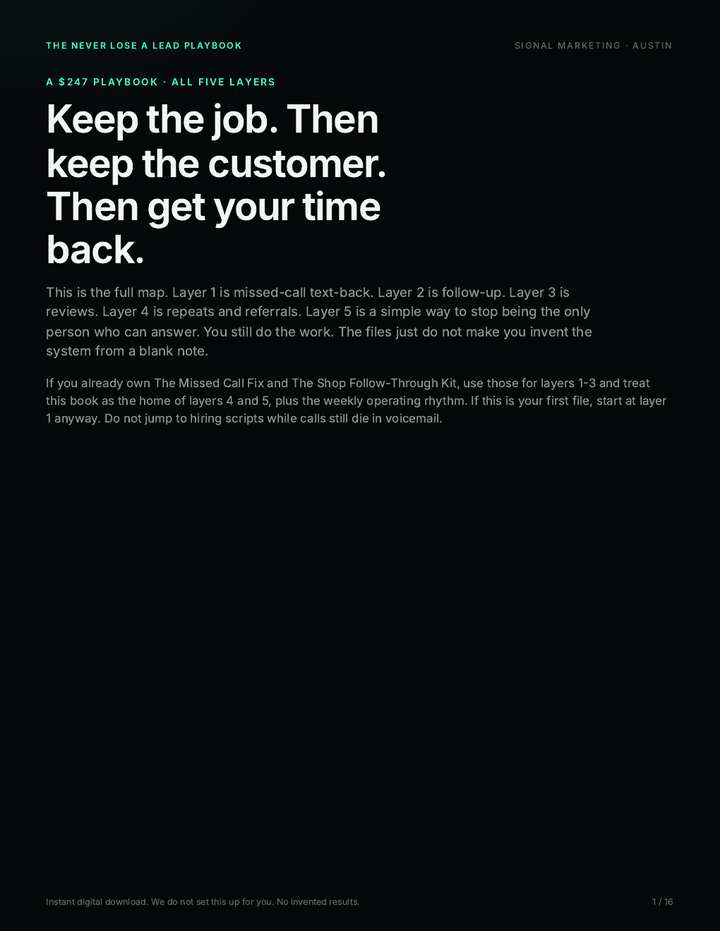 THE NEVER LOSE A LEAD PLAYBOOK
SIGNAL MARKETING · AUSTIN
A $247 PLAYBOOK · ALL FIVE LAYERS
Keep the job. Then
keep the customer.
Then get your time
back.
This is the full map. Layer 1 is missed-call text-back. Layer 2 is follow-up. Layer 3 is
reviews. Layer 4 is repeats and referrals. Layer 5 is a simple way to stop being the only
person who can answer. You still do the work. The files just do not make you invent the
system from a blank note.
If you already own The Missed Call Fix and The Shop Follow-Through Kit, use those for layers 1-3 and treat
this book as the home of layers 4 and 5, plus the weekly operating rhythm. If this is your first file, start at layer
1 anyway. Do not jump to hiring scripts while calls still die in voicemail.
Instant digital download. We do not set this up for you. No invented results.
1 / 16